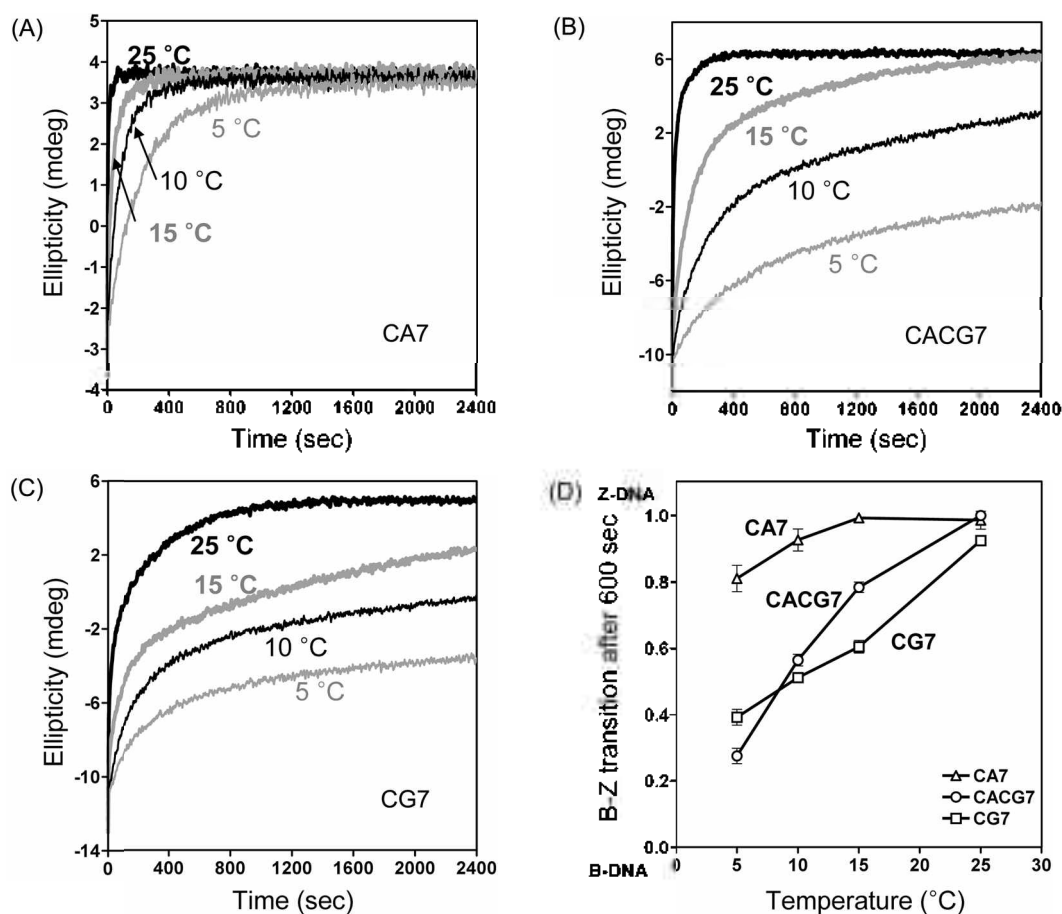 (A)
5
4
3
2
1
0
-1
-2
-3
-4
Ellipticity (mdeg)
25 °C
5 °C
10 °C
15 °C
CA7
0 400 800 1200 1600 2000 2400
Time (sec)
(B)
6
2
-2
-6
-10
Ellipticity (mdeg)
25 °C
15 °C
10 °C
5 °C
CACG7
0 400 800 1200 1600 2000 2400
Time (sec)
(C)
6
2
-2
-6
-10
-14
Ellipticity (mdeg)
25 °C
15 °C
10 °C
5 °C
CG7
0 400 800 1200 1600 2000 2400
Time (sec)
(D)
Z-DNA
1.0
0.8
0.6
0.4
0.2
0.0
B-DNA
B-Z transition after 600 sec
CA7
CACG7
CG7
CA7
CACG7
CG7
0 5 10 15 20 25 30
Temperature (°C)